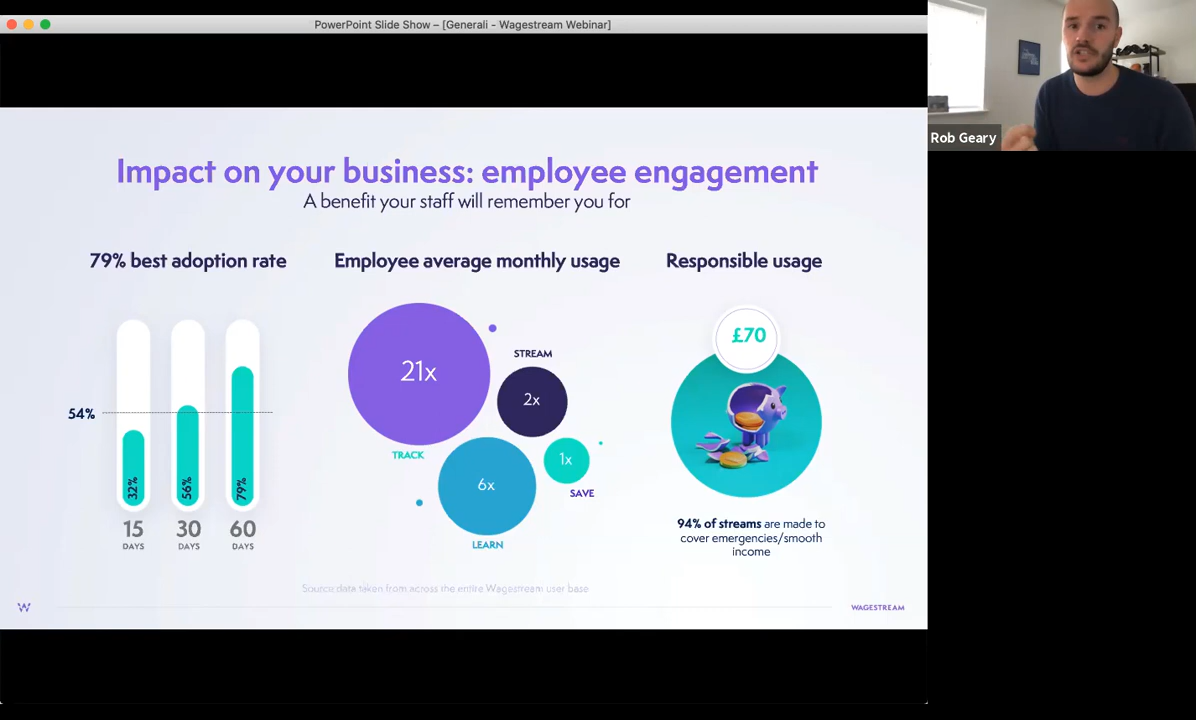 PowerPoint Slide Show – [Generali - Wagestream Webinar]
Rob Geary
Impact on your business: employee engagement
A benefit your staff will remember you for
79% best adoption rate
54%
32%
56%
79%
15
DAYS
30
DAYS
60
DAYS
Employee average monthly usage
21x
TRACK
STREAM
2x
6x
LEARN
1x
SAVE
Responsible usage
£70
94% of streams are made to
cover emergencies/smooth
income
Source: data taken from across the entire Wagestream user base
W
WAGESTREAM